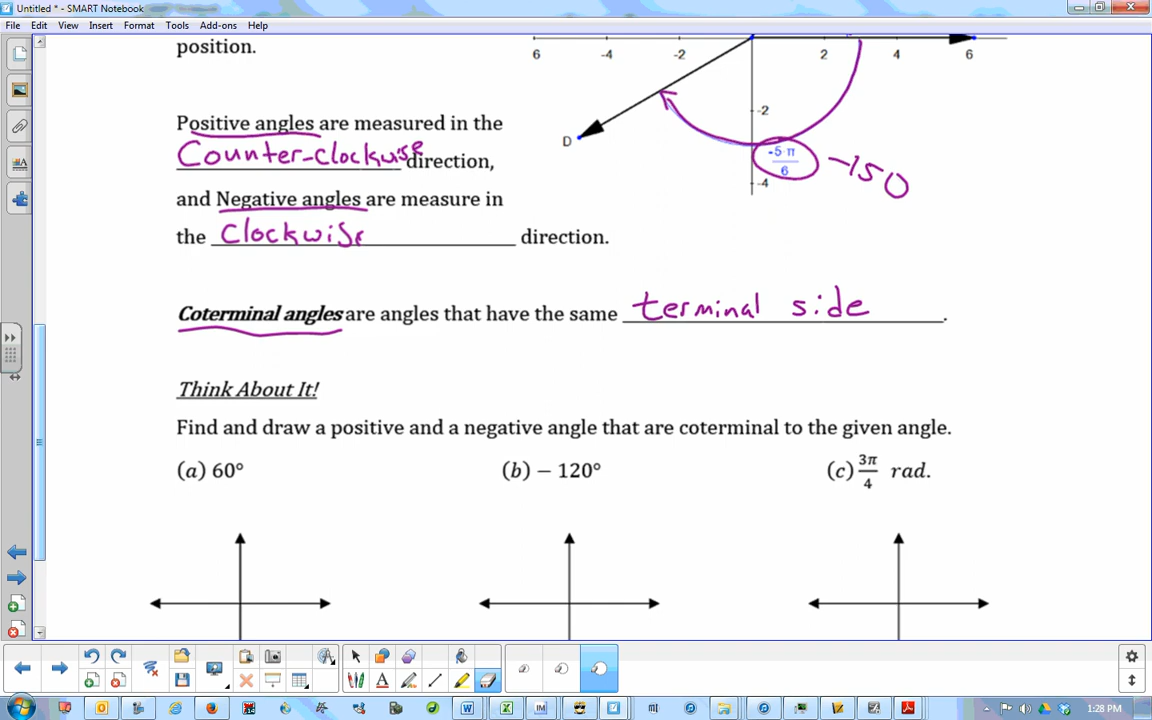 Untitled * - SMART Notebook
File Edit View Insert Format Tools Add-ons Help
position.
6 -4 -2 2 4 6
-2
-4
D
-5 π
6
-150
Positive angles are measured in the
Counter-clockwise direction,
and Negative angles are measure in
the clockwise direction.
Coterminal angles are angles that have the same terminal side.
Think About It!
Find and draw a positive and a negative angle that are coterminal to the given angle.
(a) 60° (b) − 120° (c) 3π/4 rad.
1:28 PM